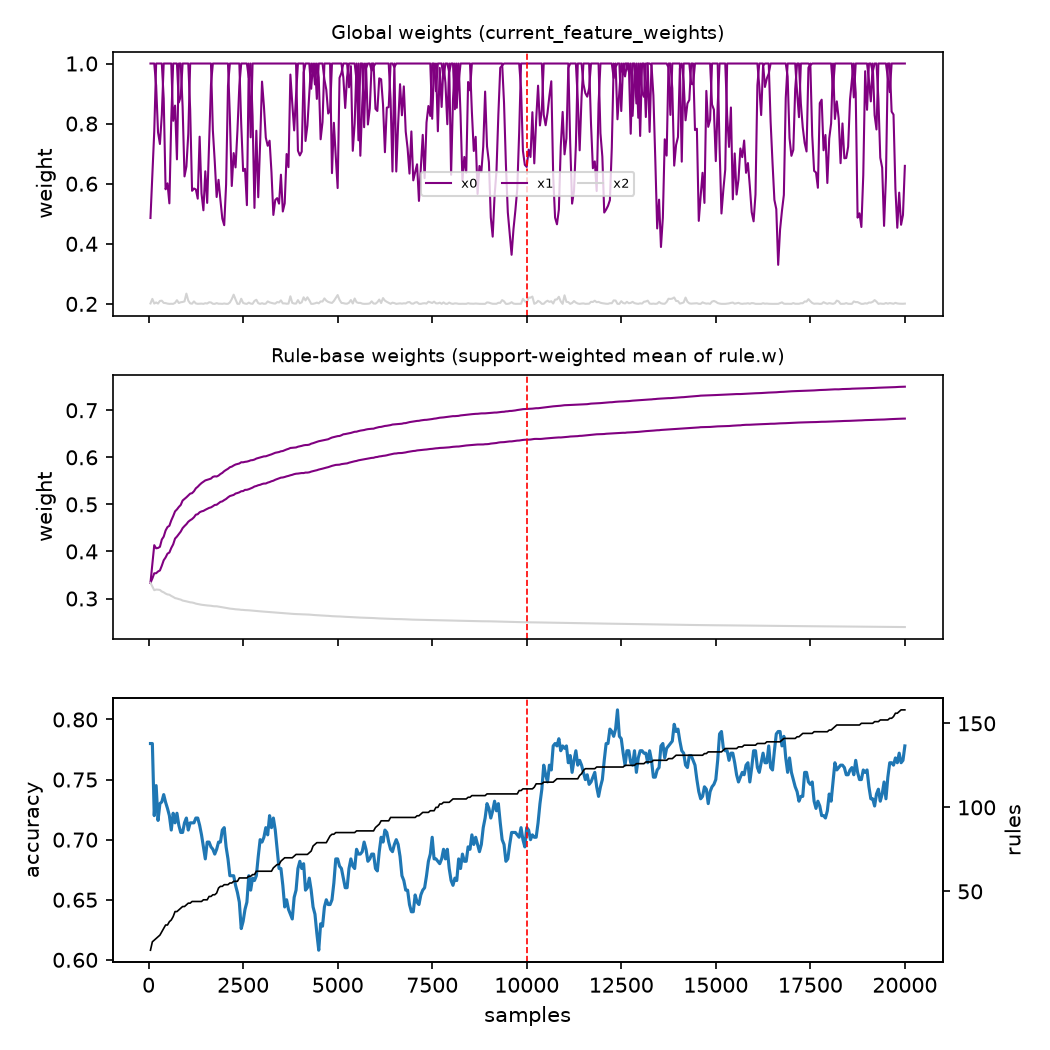 Global weights (current_feature_weights)
weight
1.0
0.8
0.6
0.4
0.2
x0 x1 x2
Rule-base weights (support-weighted mean of rule.w)
weight
0.7
0.6
0.5
0.4
0.3
accuracy
0.80
0.75
0.70
0.65
0.60
150
100
50
rules
0 2500 5000 7500 10000 12500 15000 17500 20000
samples